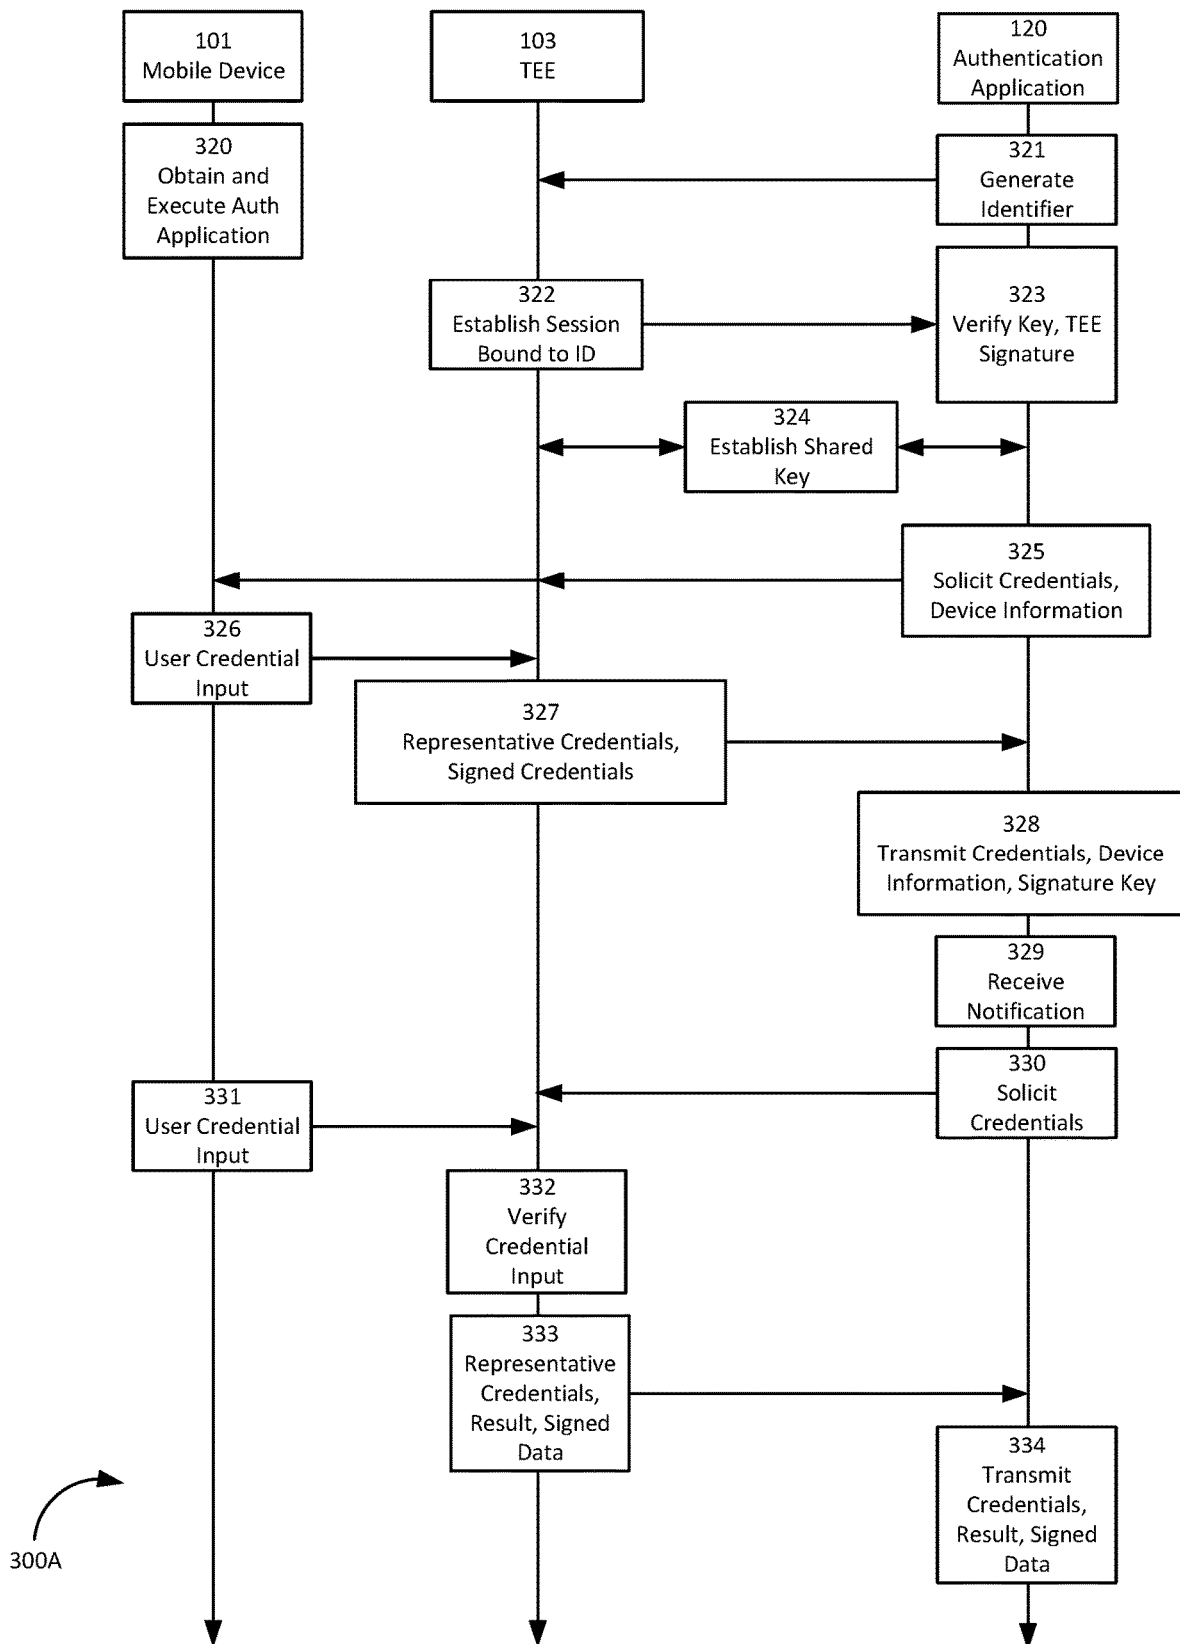 101
Mobile Device
103
TEE
120
Authentication
Application
320
Obtain and
Execute Auth
Application
321
Generate
Identifier
322
Establish Session
Bound to ID
323
Verify Key, TEE
Signature
324
Establish Shared
Key
325
Solicit Credentials,
Device Information
326
User Credential
Input
327
Representative Credentials,
Signed Credentials
328
Transmit Credentials, Device
Information, Signature Key
329
Receive
Notification
330
Solicit
Credentials
331
User Credential
Input
332
Verify
Credential
Input
333
Representative
Credentials,
Result, Signed
Data
334
Transmit
Credentials,
Result, Signed
Data
300A